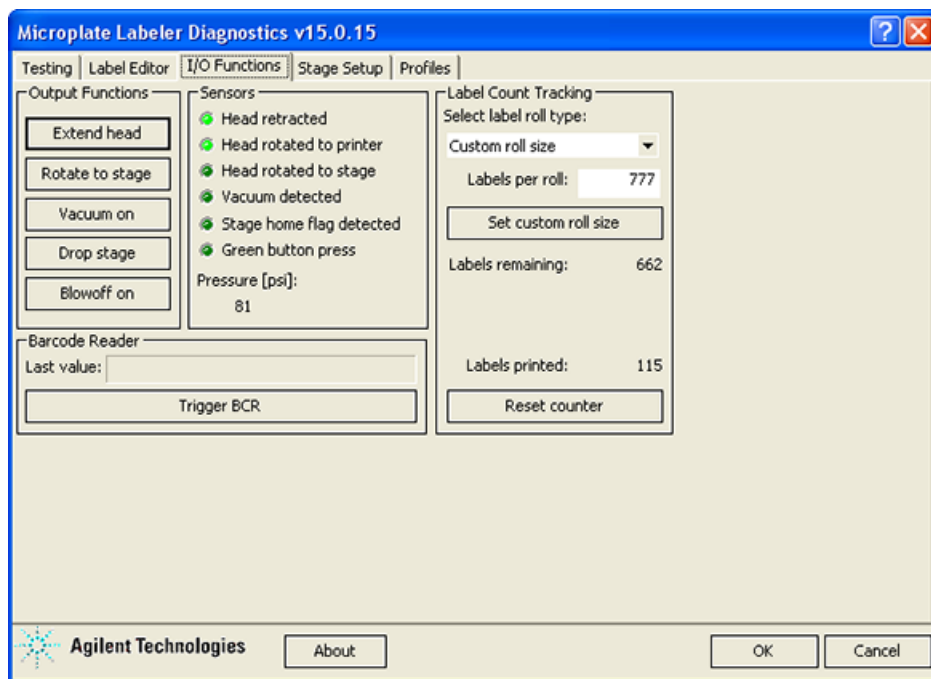 Microplate Labeler Diagnostics v15.0.15
Testing Label Editor I/O Functions Stage Setup Profiles
Output Functions
Extend head
Rotate to stage
Vacuum on
Drop stage
Blowoff on
Sensors
Head retracted
Head rotated to printer
Head rotated to stage
Vacuum detected
Stage home flag detected
Green button press
Pressure [psi]:
81
Label Count Tracking
Select label roll type:
Custom roll size
Labels per roll: 777
Set custom roll size
Labels remaining: 662
Labels printed: 115
Reset counter
Barcode Reader
Last value:
Trigger BCR
Agilent Technologies
About
OK
Cancel